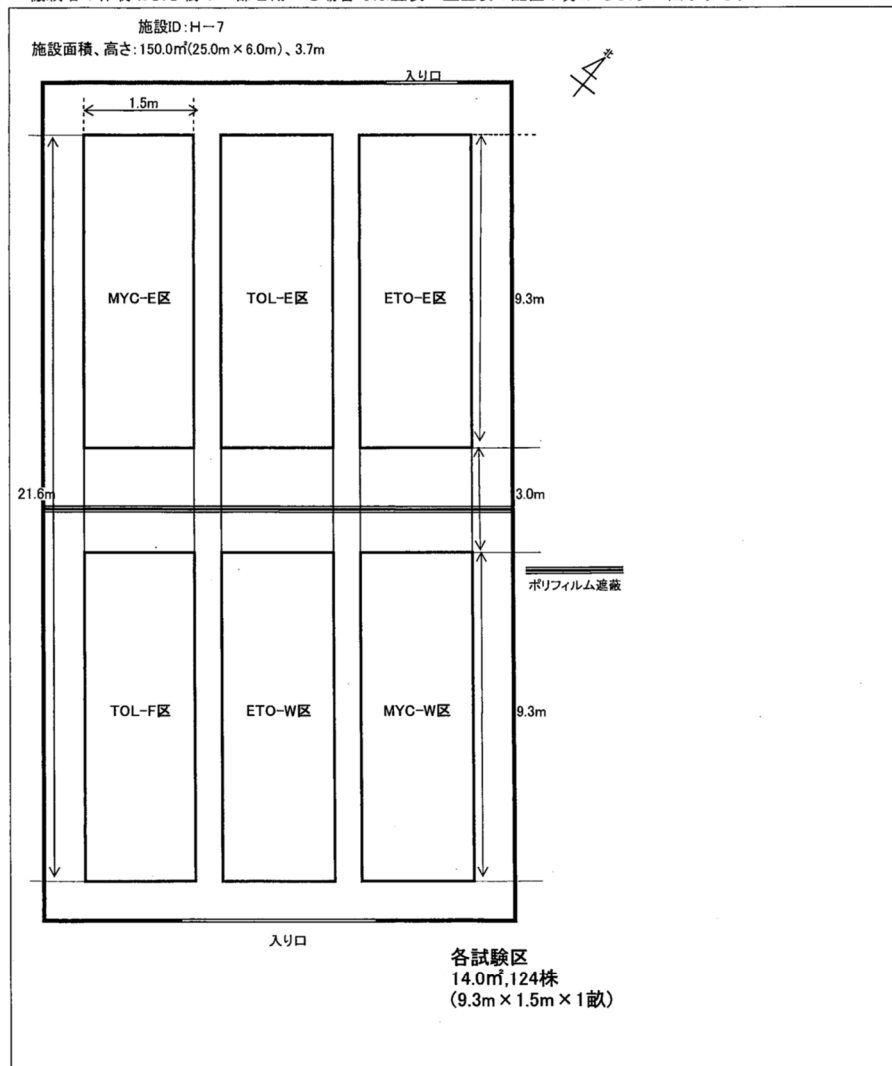 施設ID:H-7
施設面積、高さ:150.0㎡(25.0m×6.0m)、3.7m
北
入り口
1.5m
MYC-E区
TOL-E区
ETO-E区
9.3m
21.6m
3.0m
ポリフィルム遮蔽
TOL-F区
ETO-W区
MYC-W区
9.3m
入り口
各試験区
14.0㎡,124株
(9.3m×1.5m×1畝)